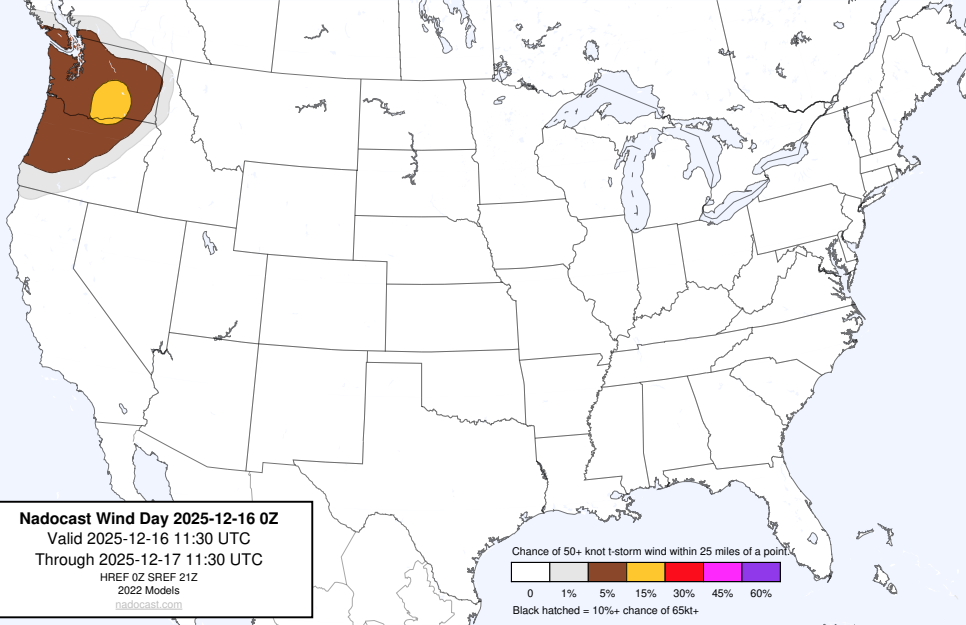 Nadocast Wind Day 2025-12-16 0Z
Valid 2025-12-16 11:30 UTC
Through 2025-12-17 11:30 UTC
HREF 0Z SREF 21Z
2022 Models
nadocast.com
Chance of 50+ knot t-storm wind within 25 miles of a point.
0 1% 5% 15% 30% 45% 60%
Black hatched = 10%+ chance of 65kt+